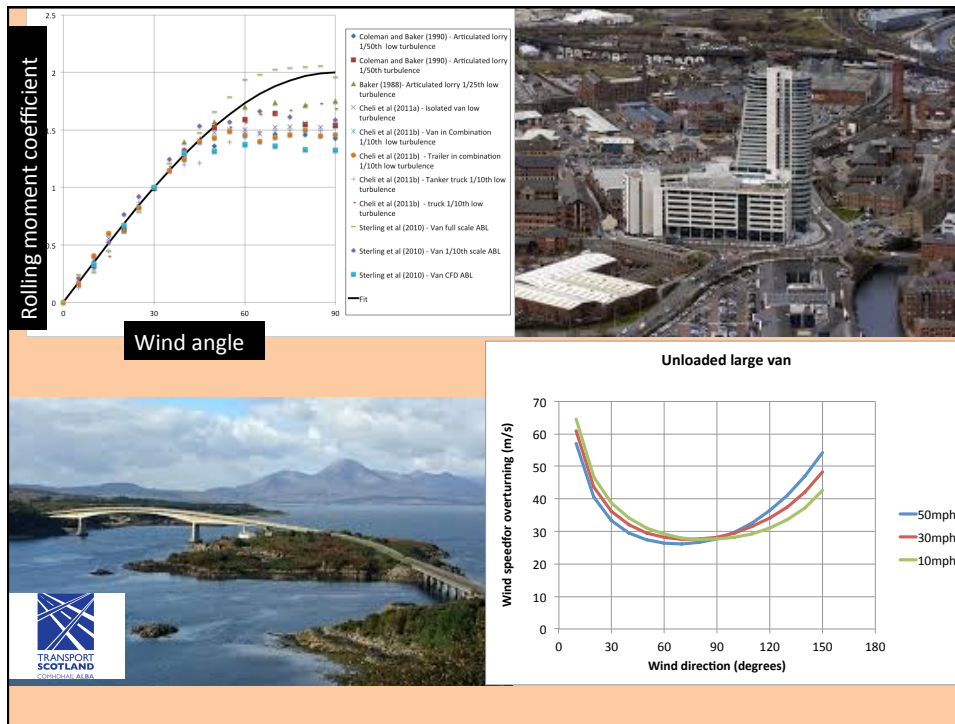 Rolling moment coefficient
2.5
2
1.5
1
0.5
0
0 30 60 90
Wind angle
Coleman and Baker (1990) - Articulated lorry
1/50th low turbulence
Coleman and Baker (1990) - Articulated lorry
1/50th turbulence
Baker (1988)- Articulated lorry 1/25th low
turbulence
Cheli et al (2011a) - Isolated van low
turbulence
Cheli et al (2011b) - Van in Combination
1/10th low turbulence
Cheli et al (2011b) - Trailer in combination
1/10th low turbulence
Cheli et al (2011b) - Tanker truck 1/10th low
turbulence
Cheli et al (2011b) - truck 1/10th low
turbulence
Sterling et al (2010) - Van full scale ABL
Sterling et al (2010) - Van 1/10th scale ABL
Sterling et al (2010) - Van CFD ABL
Fit
Unloaded large van
Wind speedfor overturning (m/s)
70
60
50
40
30
20
10
0
0 30 60 90 120 150 180
Wind direction (degrees)
50mph
30mph
10mph
TRANSPORT
SCOTLAND
CÒMHDHAIL ALBA